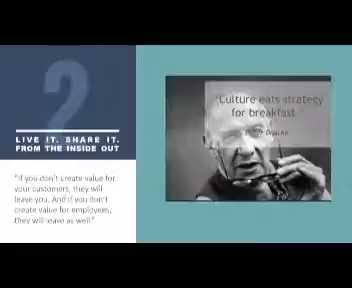 2
LIVE IT. SHARE IT.
FROM THE INSIDE OUT
"If you don't create value for
your customers, they will
leave you. And if you don't
create value for employees,
they will leave as well."
"Culture eats strategy
for breakfast."